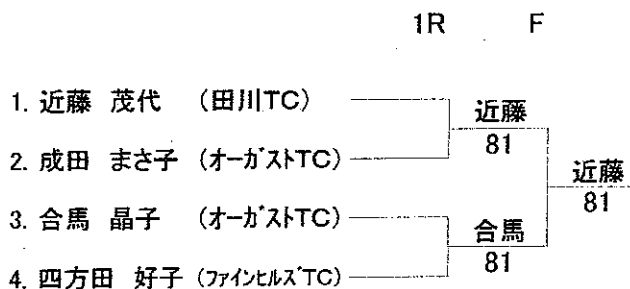 1R F
1. 近藤 茂代 (田川TC)
近藤
81
2. 成田 まさ子 (オーガストTC)
近藤
81
3. 合馬 晶子 (オーガストTC)
合馬
81
4. 四方田 好子 (ファインヒルズTC)